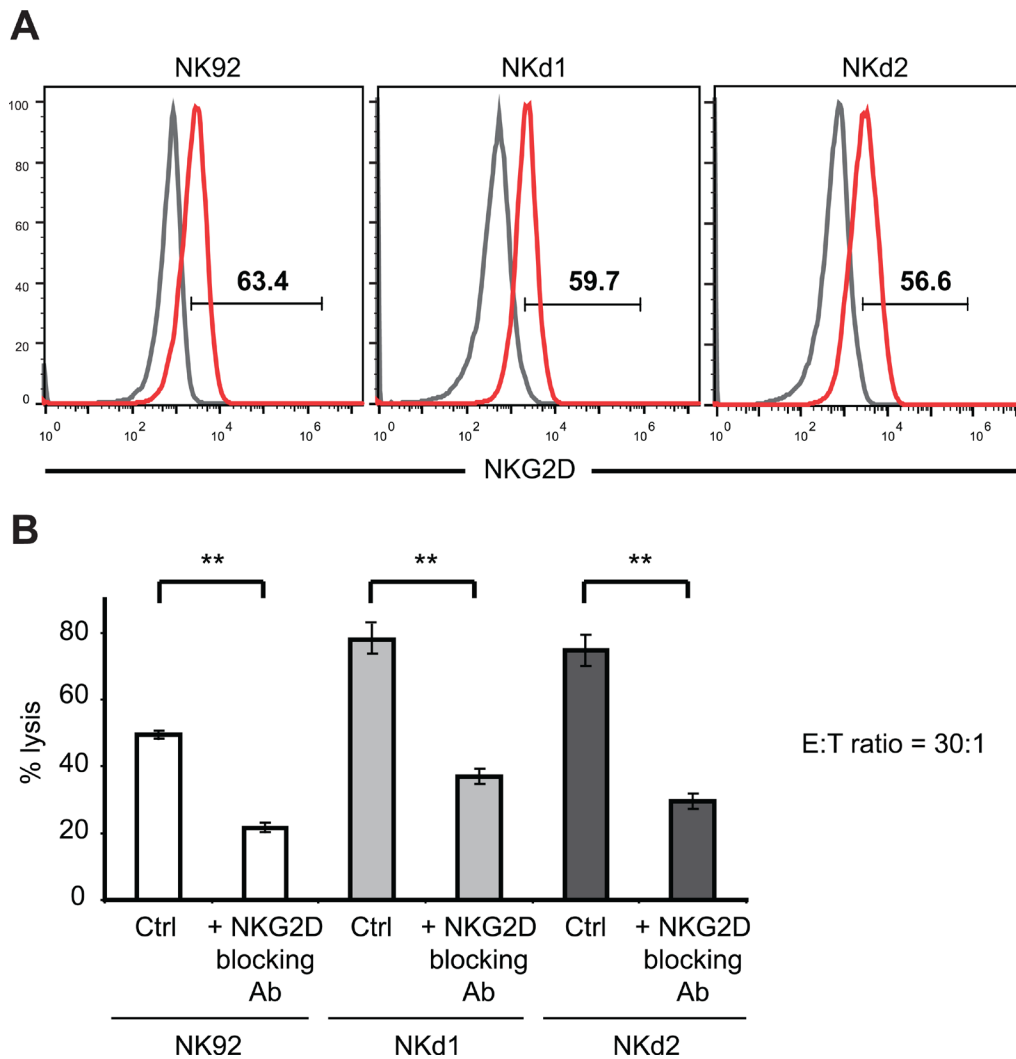 A
NK92 NKd1 NKd2
100
80
60
40
20
0
63.4 59.7 56.6
10 0 10 2 10 4 10 6 10 0 10 2 10 4 10 6 10 0 10 2 10 4 10 6
NKG2D
B
** ** **
% lysis
80
60
40
20
0
E:T ratio = 30:1
Ctrl + NKG2D Ctrl + NKG2D Ctrl + NKG2D
blocking blocking blocking
Ab Ab Ab
NK92 NKd1 NKd2